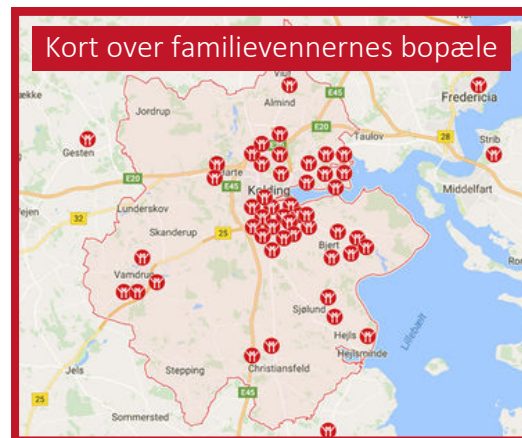 Kort over familievennernes bopæle
Viuf
E45
Almind
Fredericia
Jordrup
E20
Taulov
28
Strib
Gesten
E20
E45
Kolding
Middelfart
Lunderskov
32
Skanderup
25
Bjert
Vamdrup
Sjølund
Lillebælt
Hejls
Hejlsminde
Jels
Stepping
Christiansfeld
25
E45
Sommersted